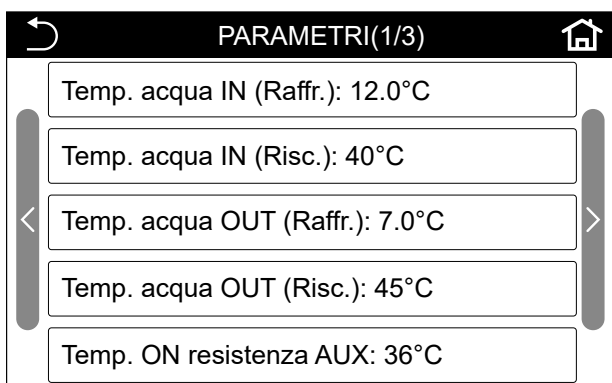 PARAMETRI(1/3)
Temp. acqua IN (Raffr.): 12.0°C
Temp. acqua IN (Risc.): 40°C
Temp. acqua OUT (Raffr.): 7.0°C
Temp. acqua OUT (Risc.): 45°C
Temp. ON resistenza AUX: 36°C